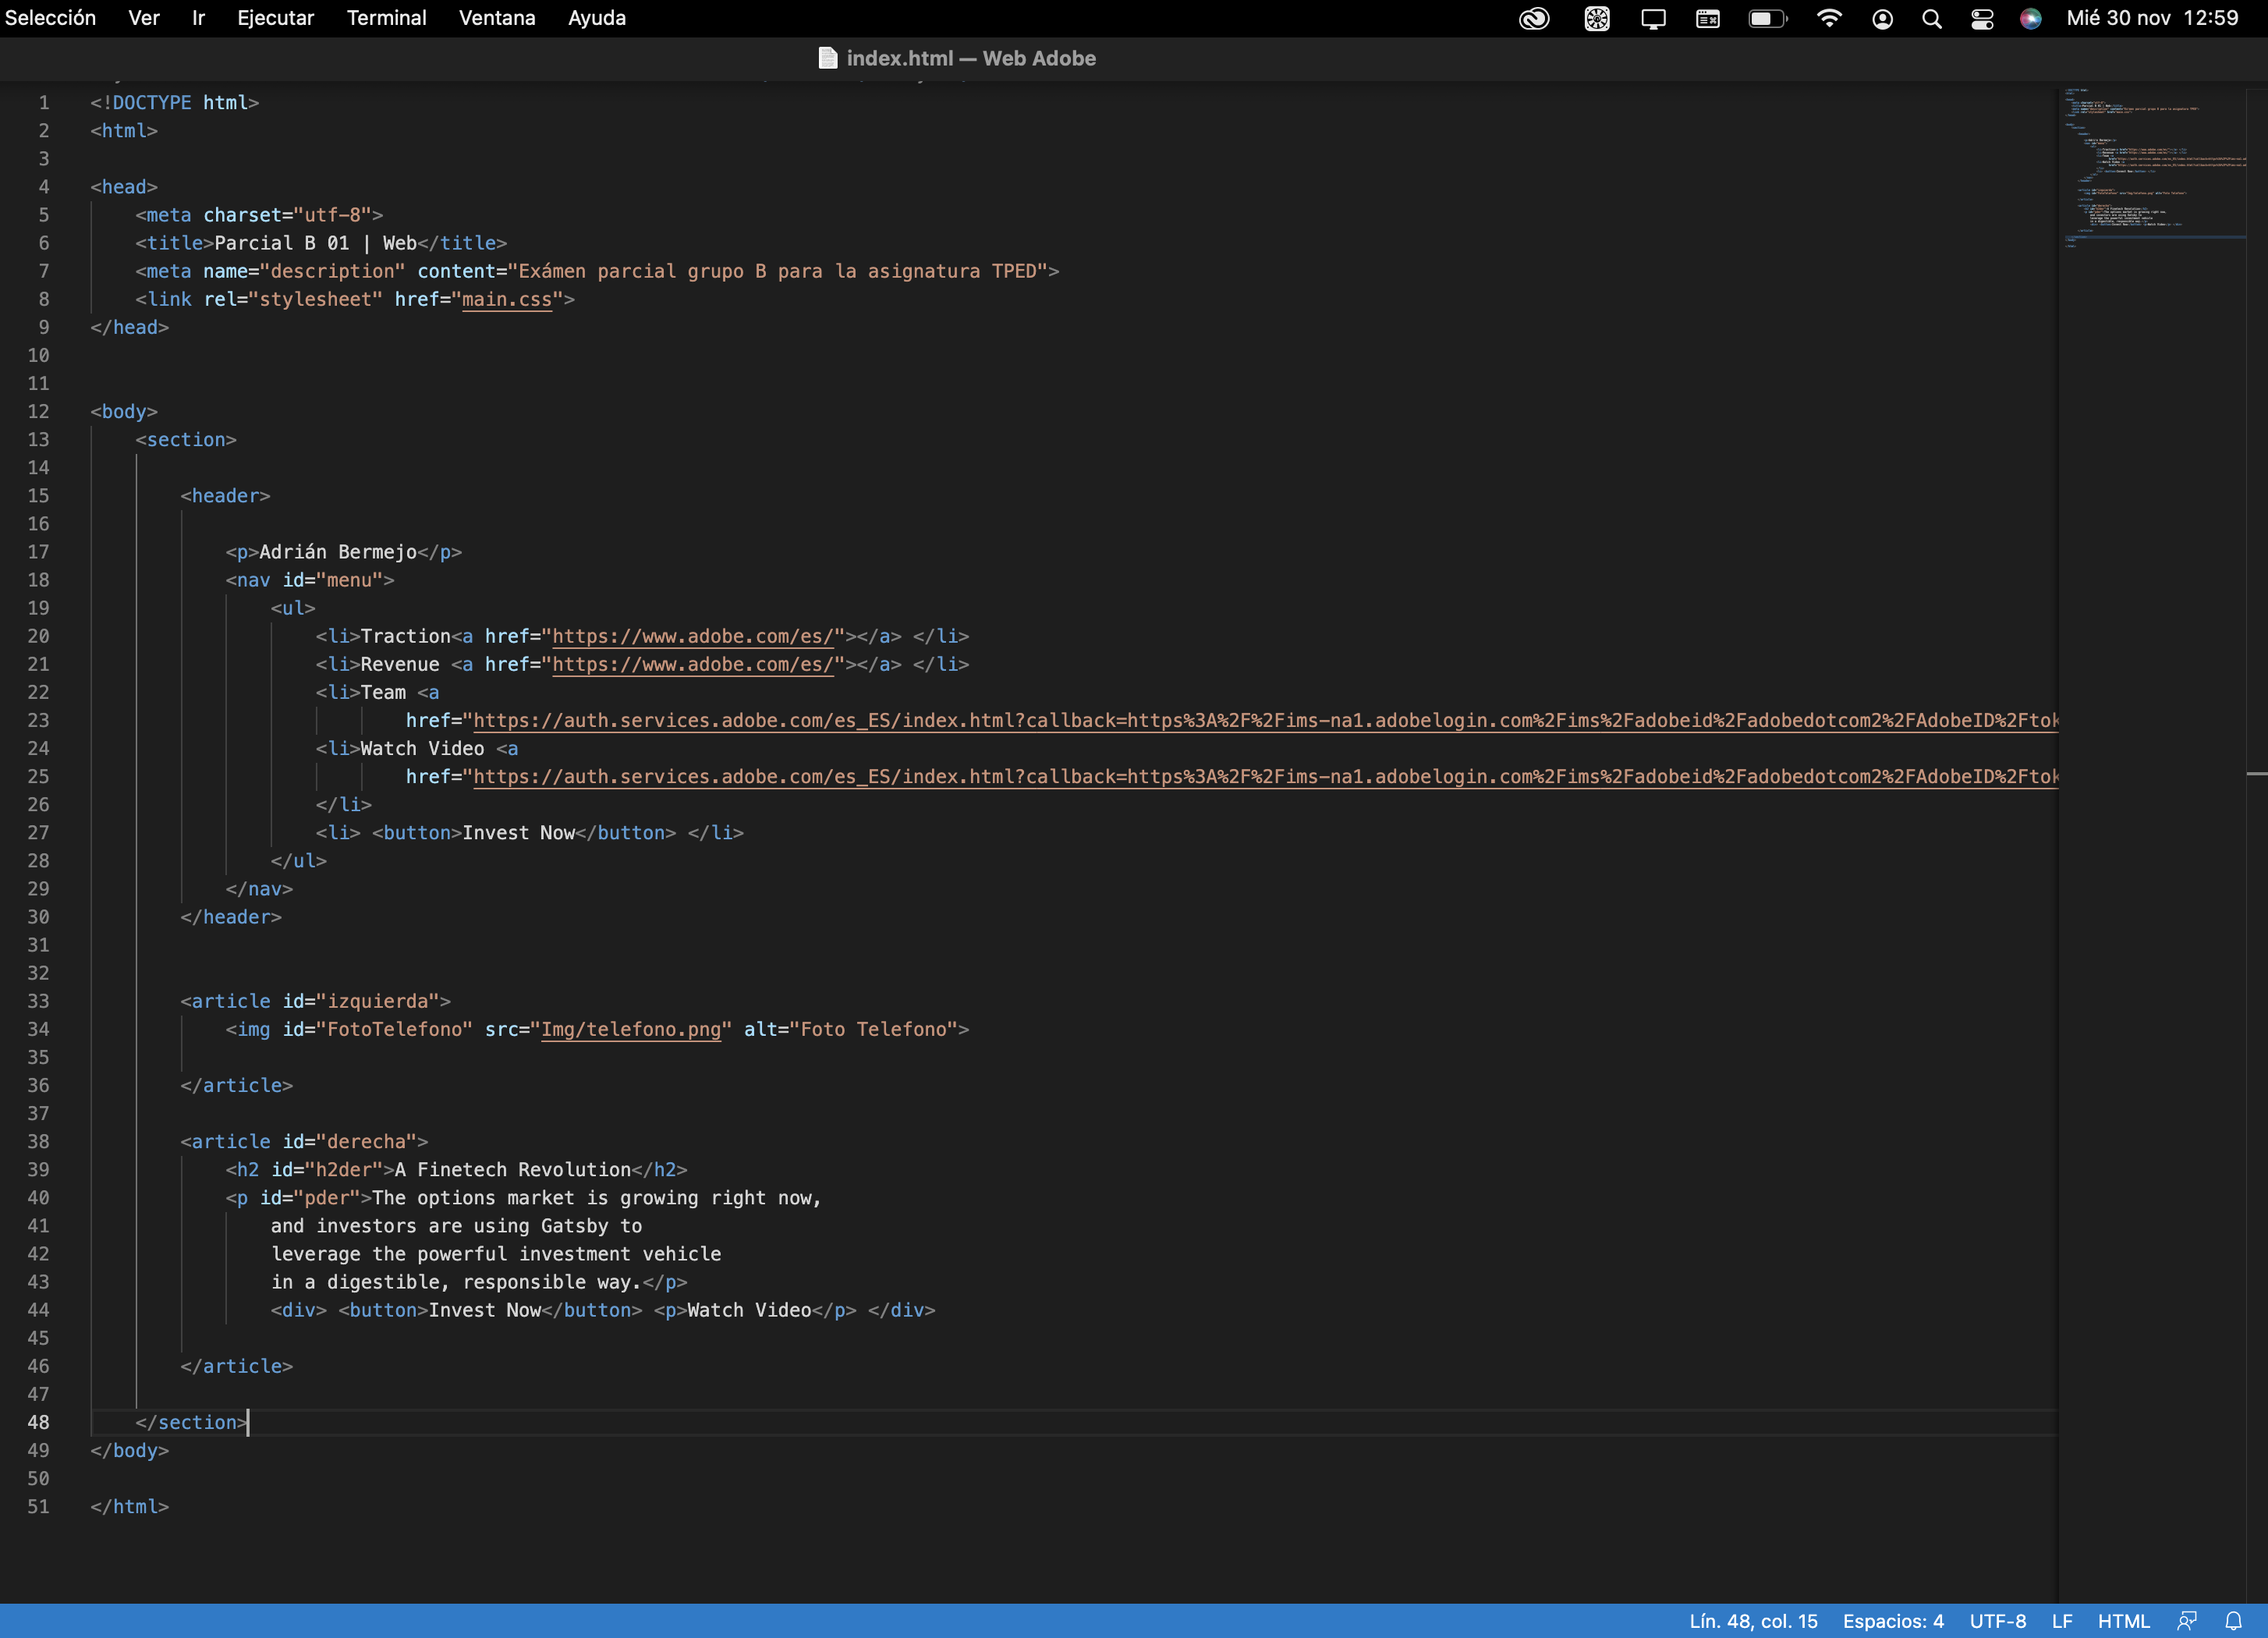 Selección Ver Ir Ejecutar Terminal Ventana Ayuda Mié 30 nov 12:59
index.html — Web Adobe
1 <!DOCTYPE html>
2 <html>
3
4 <head>
5 <meta charset="utf-8">
6 <title>Parcial B 01 | Web</title>
7 <meta name="description" content="Exámen parcial grupo B para la asignatura TPED">
8 <link rel="stylesheet" href="main.css">
9 </head>
10
11
12 <body>
13 <section>
14
15 <header>
16
17 <p>Adrián Bermejo</p>
18 <nav id="menu">
19 <ul>
20 <li>Traction<a href="https://www.adobe.com/es/"></a> </li>
21 <li>Revenue <a href="https://www.adobe.com/es/"></a> </li>
22 <li>Team <a
23 href="https://auth.services.adobe.com/es_ES/index.html?callback=https%3A%2F%2Fims-na1.adobelogin.com%2Fims%2Fadobeid%2Fadobedotcom2%2FAdobeID%2Ftok
24 <li>Watch Video <a
25 href="https://auth.services.adobe.com/es_ES/index.html?callback=https%3A%2F%2Fims-na1.adobelogin.com%2Fims%2Fadobeid%2Fadobedotcom2%2FAdobeID%2Ftok
26 </li>
27 <li> <button>Invest Now</button> </li>
28 </ul>
29 </nav>
30 </header>
31
32
33 <article id="izquierda">
34 <img id="FotoTelefono" src="Img/telefono.png" alt="Foto Telefono">
35
36 </article>
37
38 <article id="derecha">
39 <h2 id="h2der">A Finetech Revolution</h2>
40 <p id="pder">The options market is growing right now,
41 and investors are using Gatsby to
42 leverage the powerful investment vehicle
43 in a digestible, responsible way.</p>
44 <div> <button>Invest Now</button> <p>Watch Video</p> </div>
45
46 </article>
47
48 </section>
49 </body>
50
51 </html>
Lín. 48, col. 15 Espacios: 4 UTF-8 LF HTML